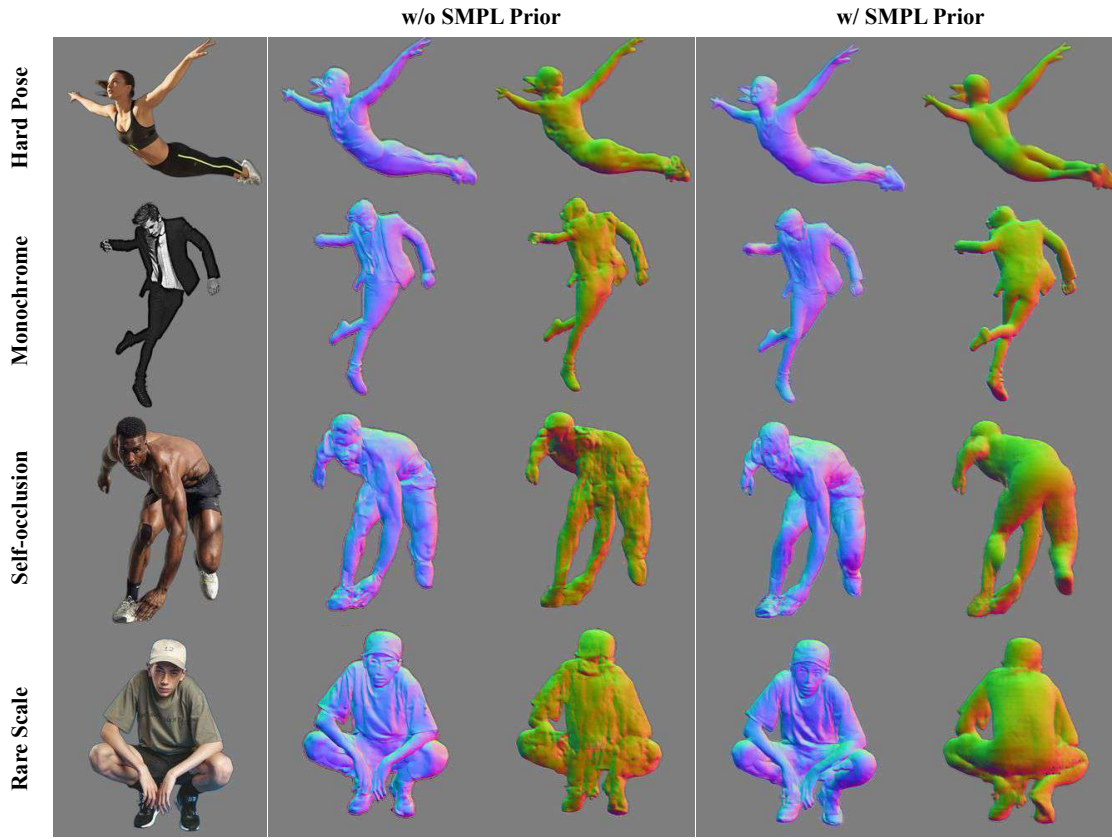 w/o SMPL Prior
w/ SMPL Prior
Hard Pose
Monochrome
Self-occlusion
Rare Scale